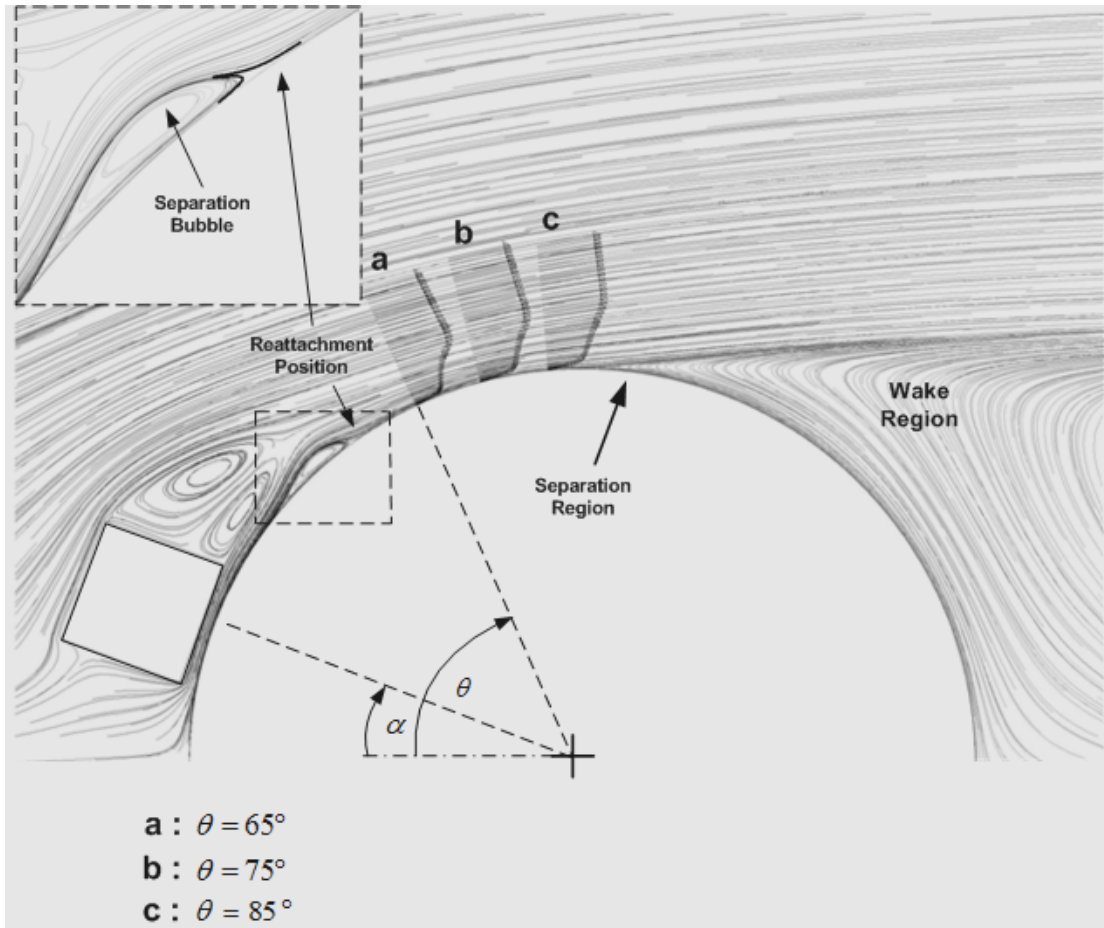 Separation
Bubble
a
b
c
Reattachment
Position
Wake
Region
Separation
Region
θ
α
a : θ = 65°
b : θ = 75°
c : θ = 85°